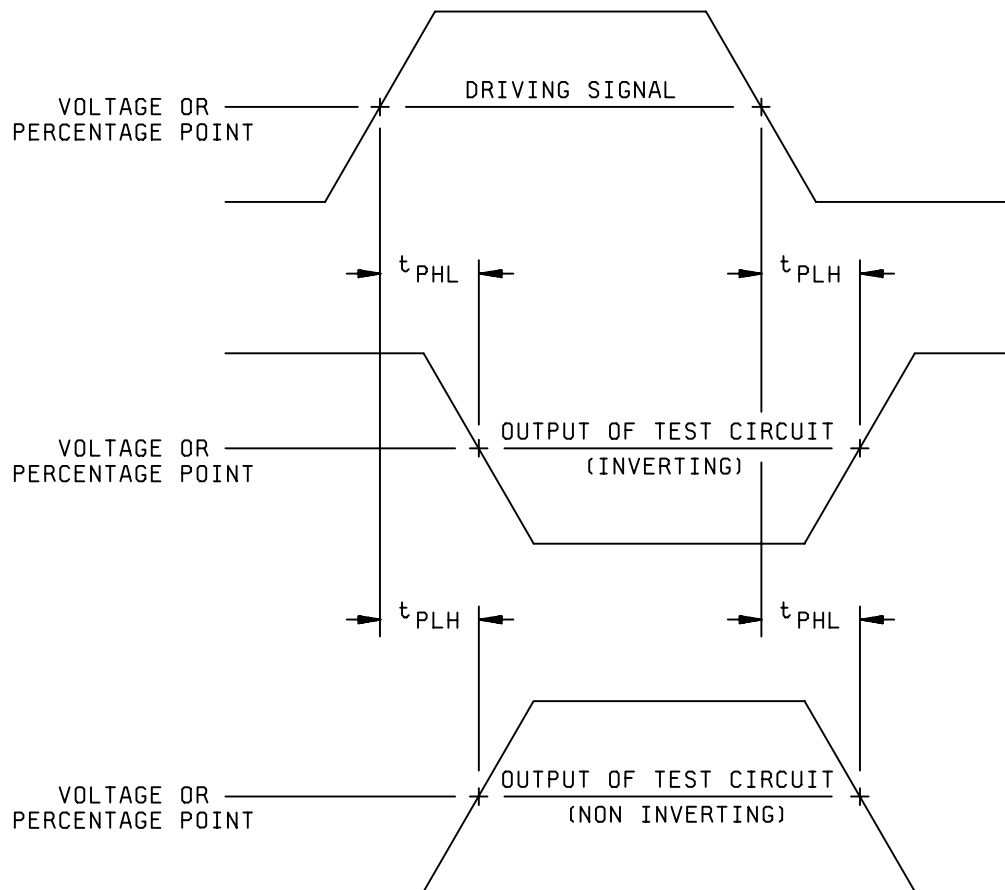 DRIVING SIGNAL
VOLTAGE OR
PERCENTAGE POINT
tPHL
tPLH
OUTPUT OF TEST CIRCUIT
(INVERTING)
VOLTAGE OR
PERCENTAGE POINT
tPLH
tPHL
OUTPUT OF TEST CIRCUIT
(NON INVERTING)
VOLTAGE OR
PERCENTAGE POINT